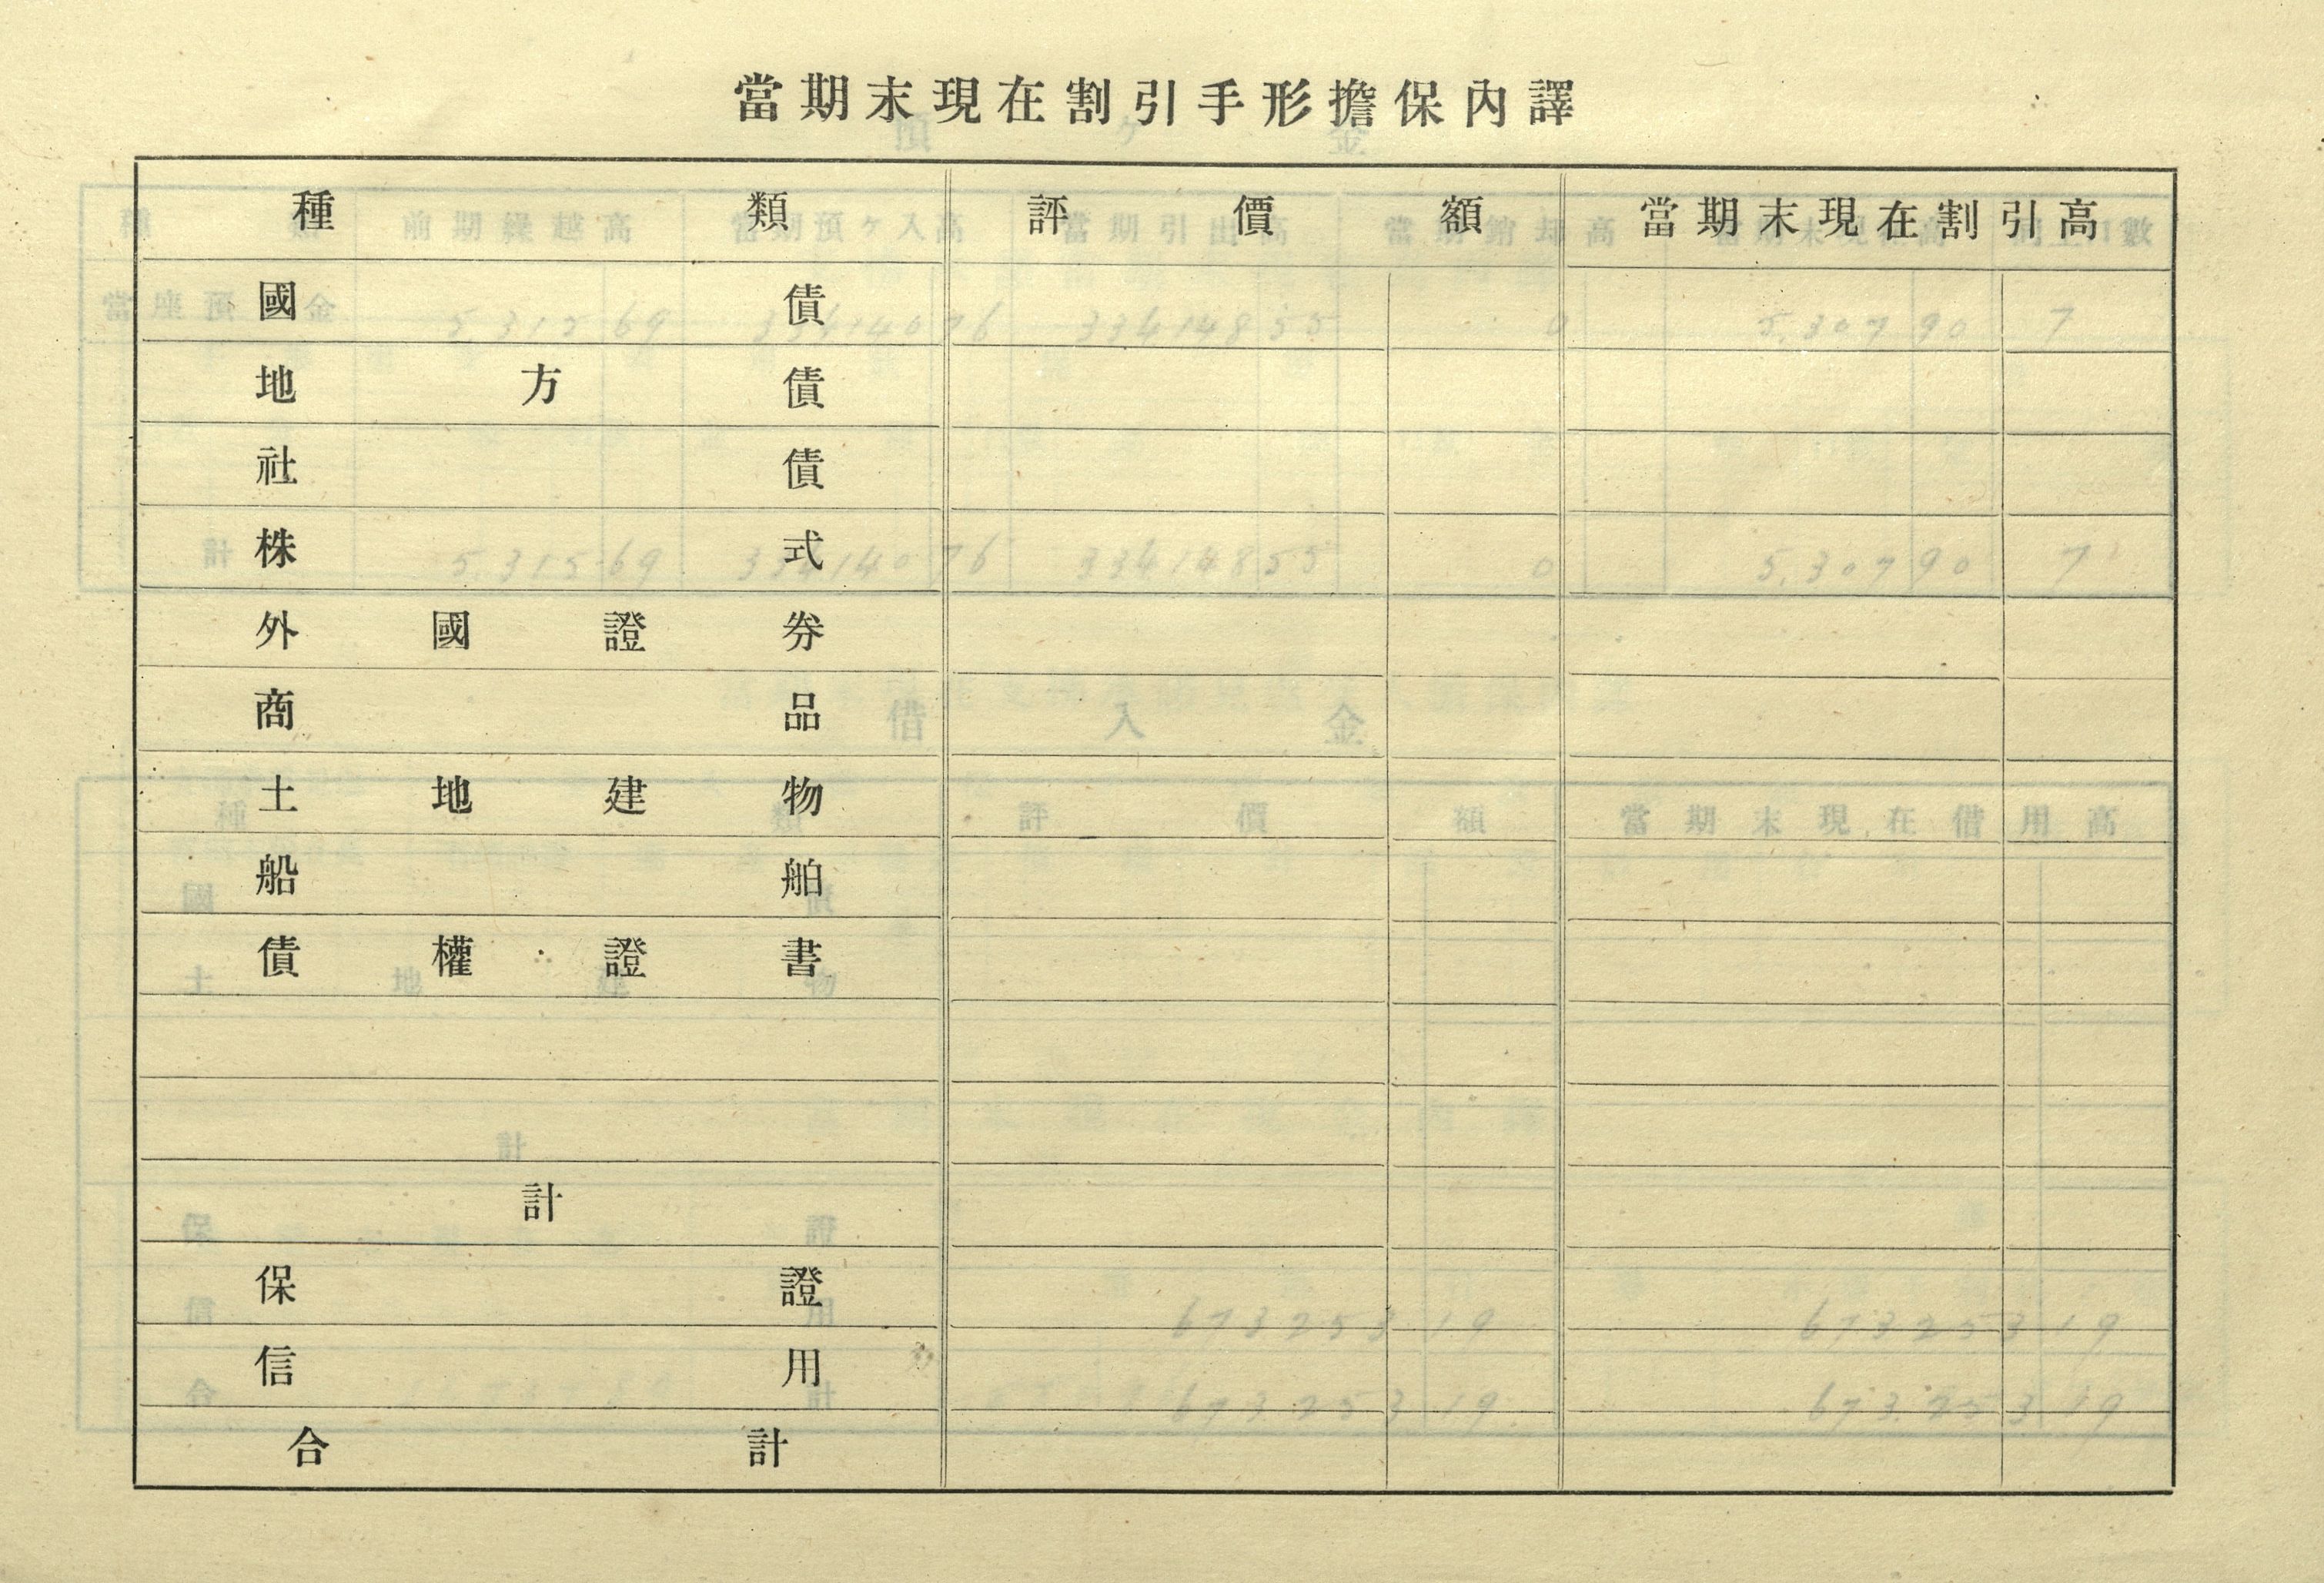 當期末現在割引手形擔保內譯
種類 評價額 當期末現在割引高
國債
地方債
社債
株式
外國證券
商品
土地建物
船舶
債權證書
計
保證
信用
合計